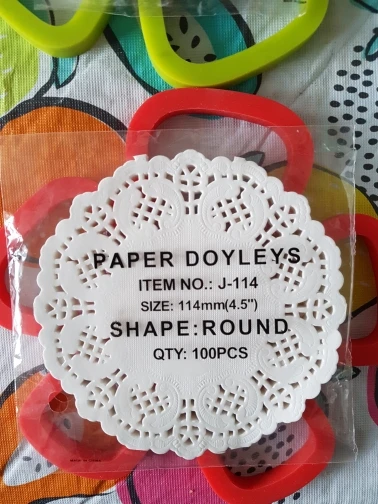 PAPER DOYLEYS
ITEM NO.: J-114
SIZE: 114mm(4.5")
SHAPE:ROUND
QTY: 100PCS